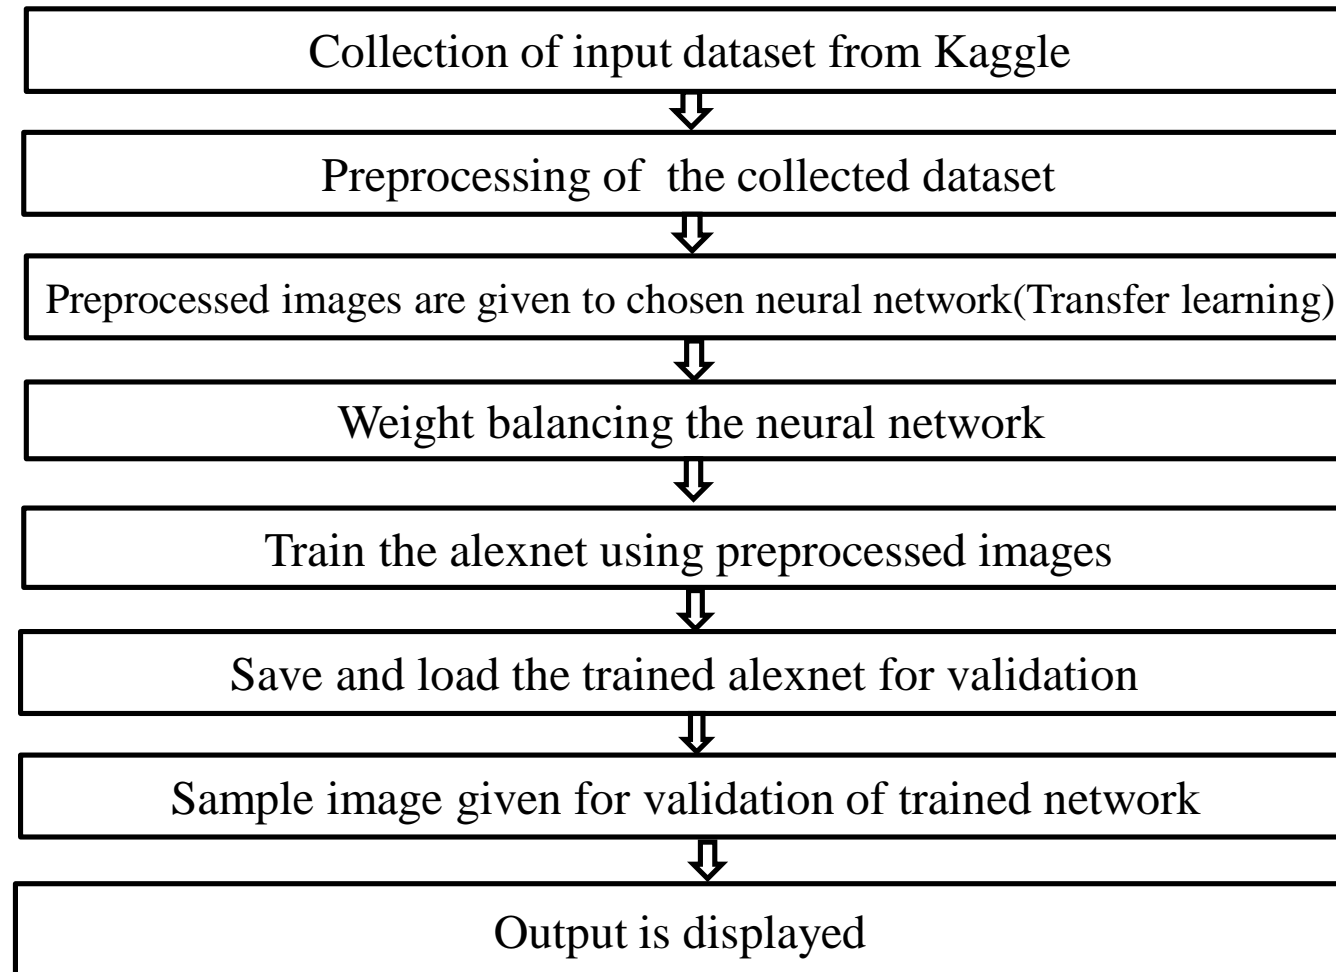 Collection of input dataset from Kaggle
Preprocessing of the collected dataset
Preprocessed images are given to chosen neural network(Transfer learning)
Weight balancing the neural network
Train the alexnet using preprocessed images
Save and load the trained alexnet for validation
Sample image given for validation of trained network
Output is displayed